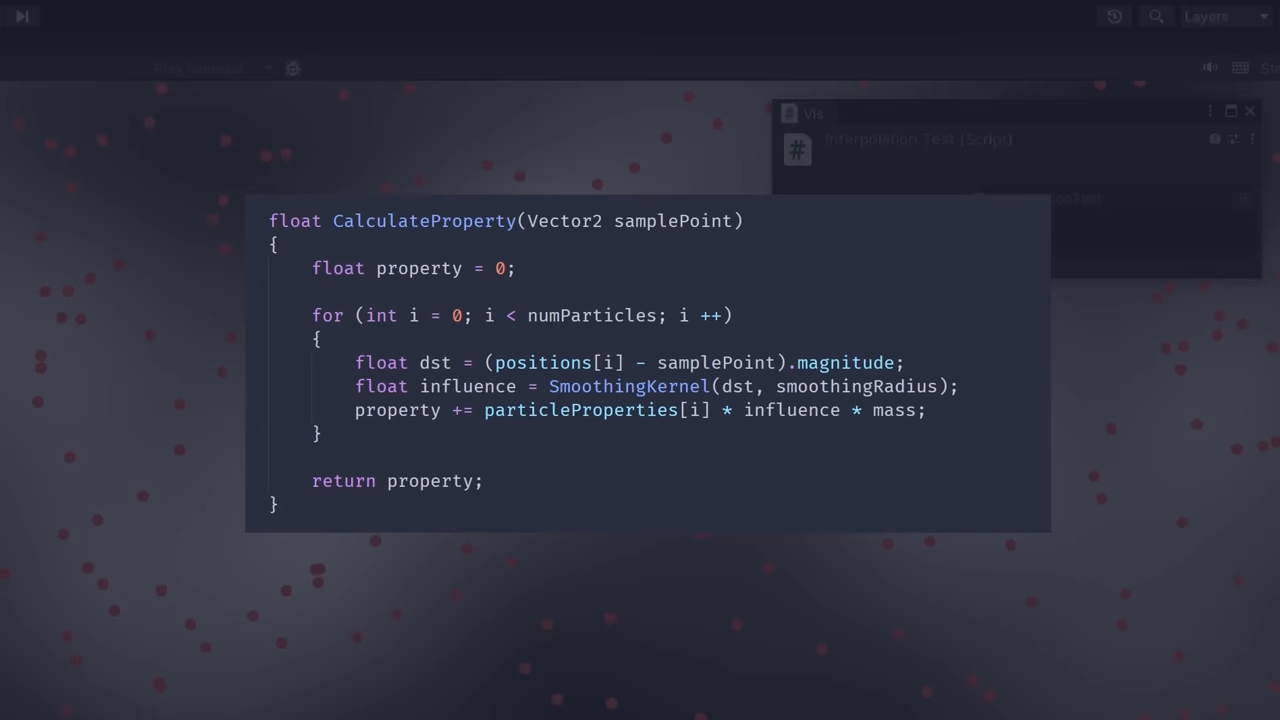 Layers
Vis
Interpolation Test (Script)
float CalculateProperty(Vector2 samplePoint)
{
float property = 0;
for (int i = 0; i < numParticles; i ++)
{
float dst = (positions[i] - samplePoint).magnitude;
float influence = SmoothingKernel(dst, smoothingRadius);
property += particleProperties[i] * influence * mass;
}
return property;
}